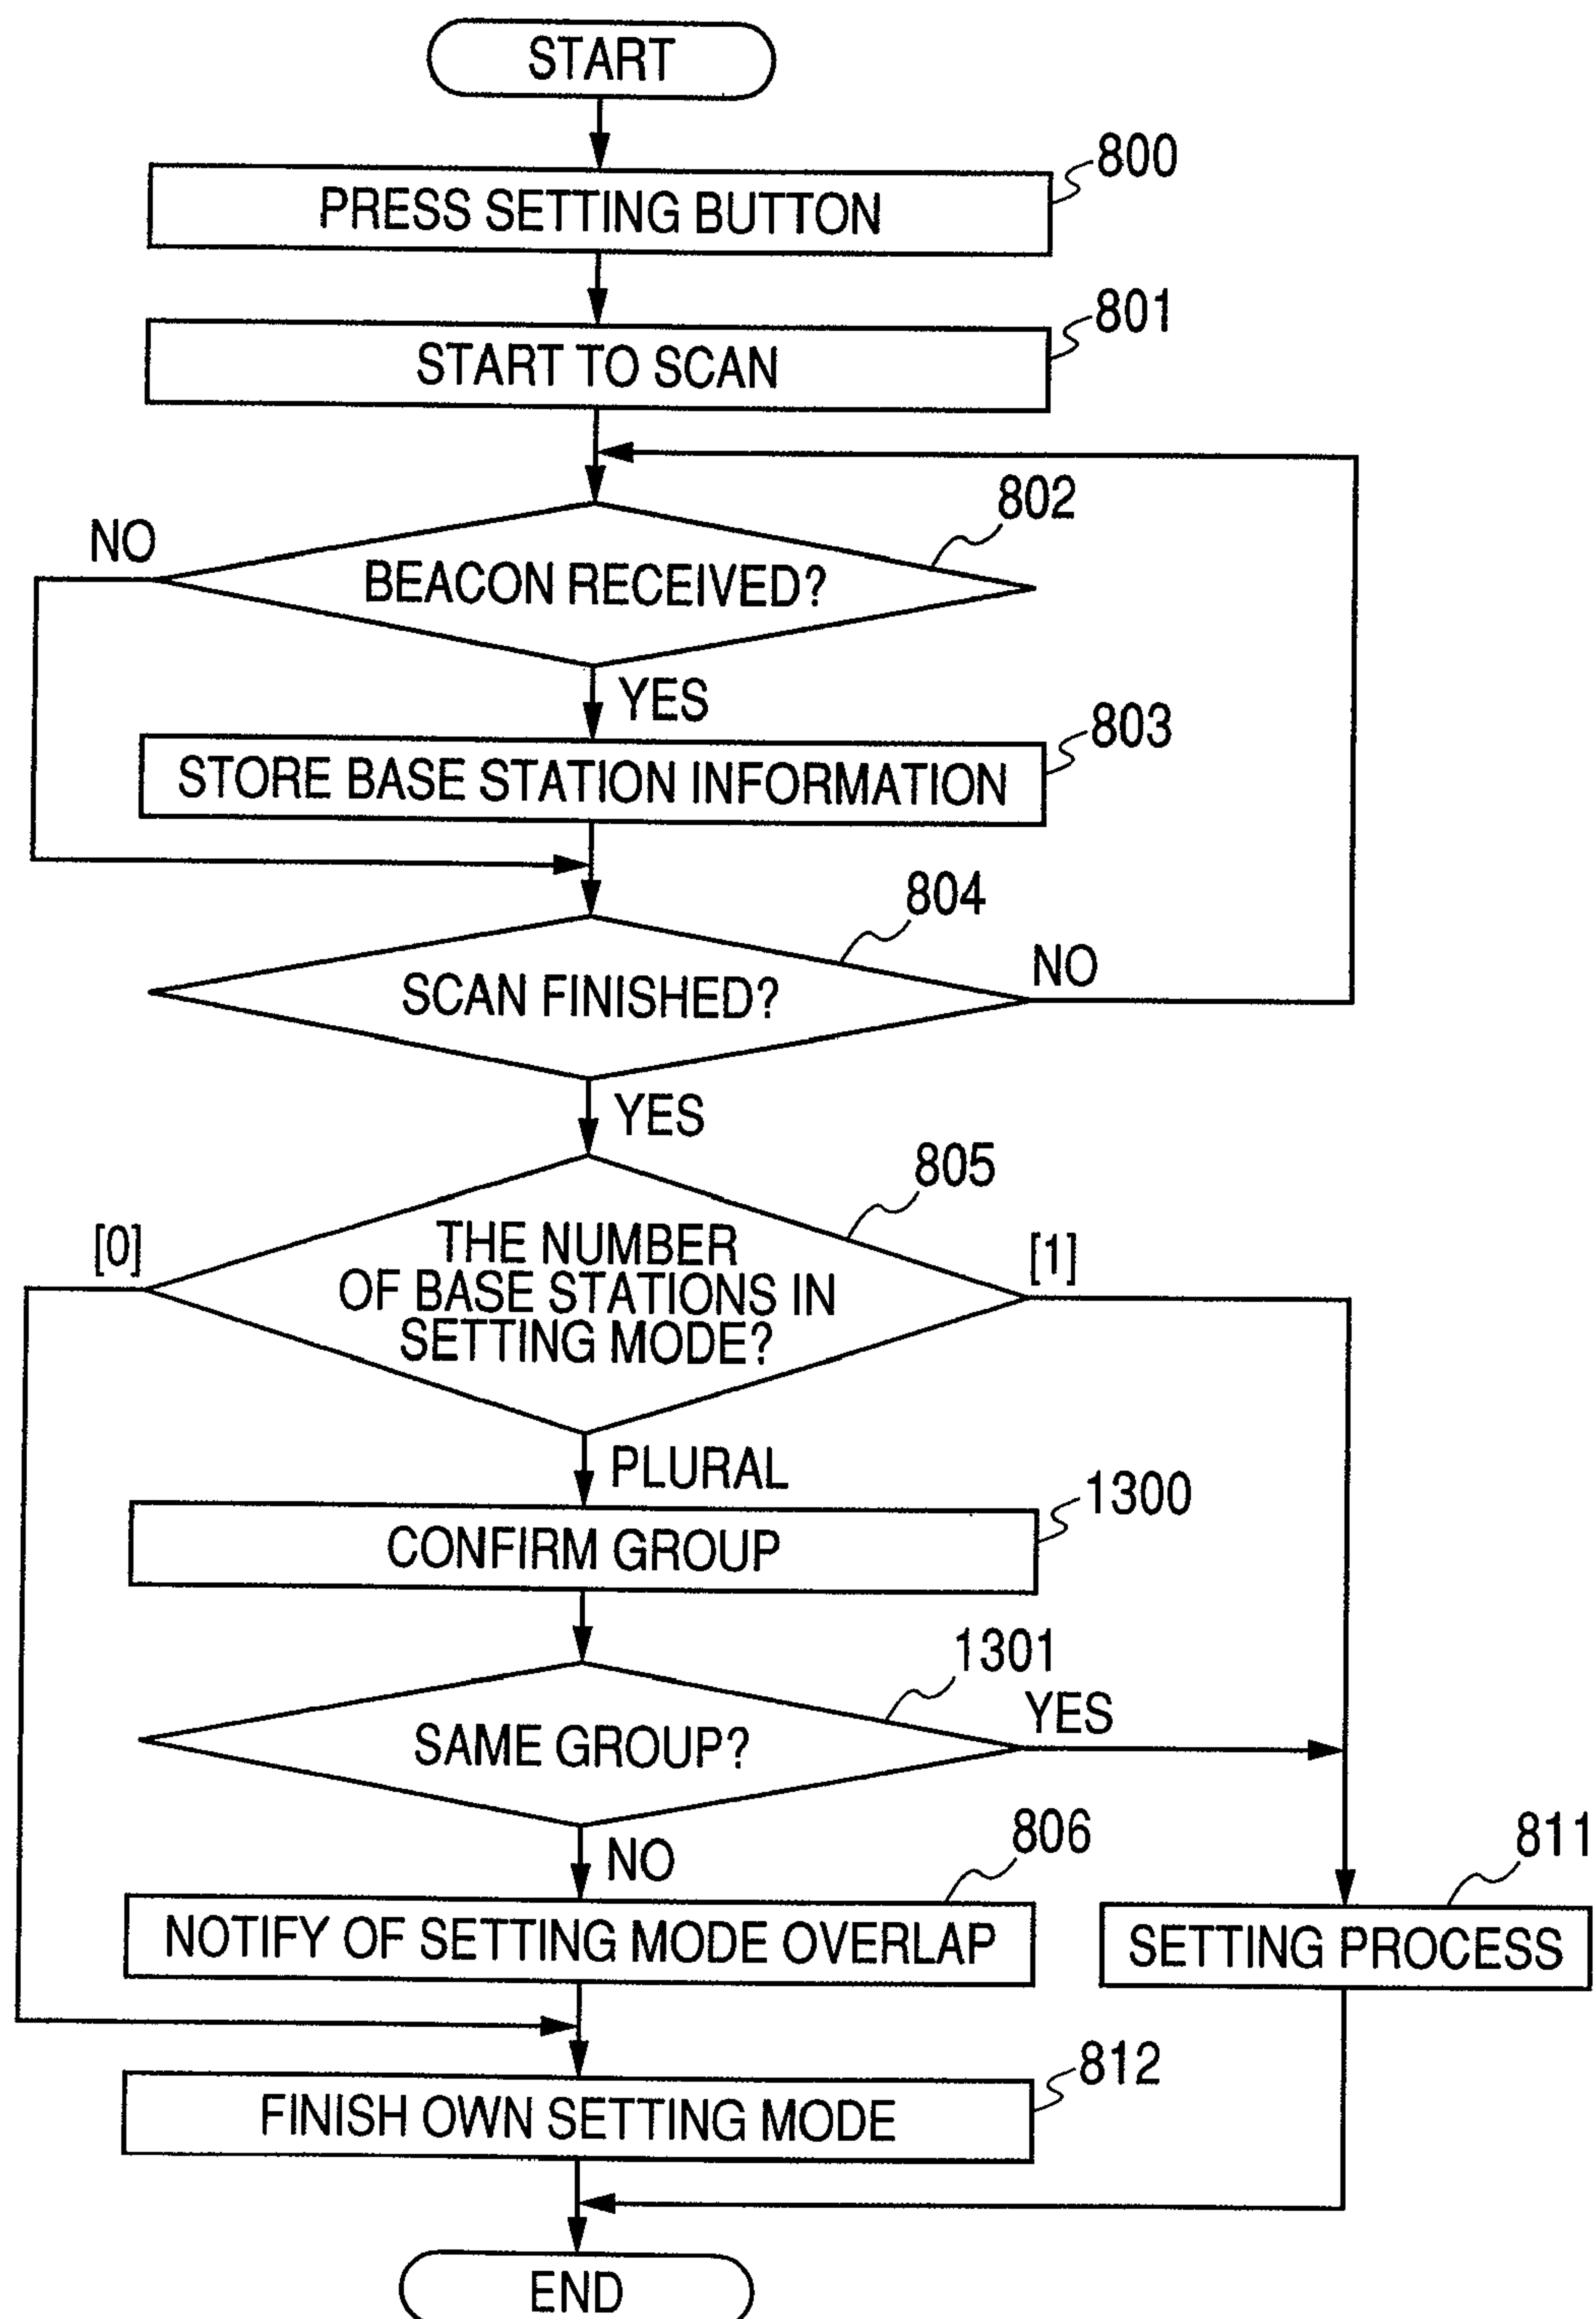 START
800
PRESS SETTING BUTTON
801
START TO SCAN
802
NO
BEACON RECEIVED?
YES
803
STORE BASE STATION INFORMATION
804
NO
SCAN FINISHED?
YES
805
[0]
[1]
THE NUMBER
OF BASE STATIONS IN
SETTING MODE?
PLURAL
1300
CONFIRM GROUP
1301
YES
SAME GROUP?
NO
806
811
NOTIFY OF SETTING MODE OVERLAP
SETTING PROCESS
812
FINISH OWN SETTING MODE
END